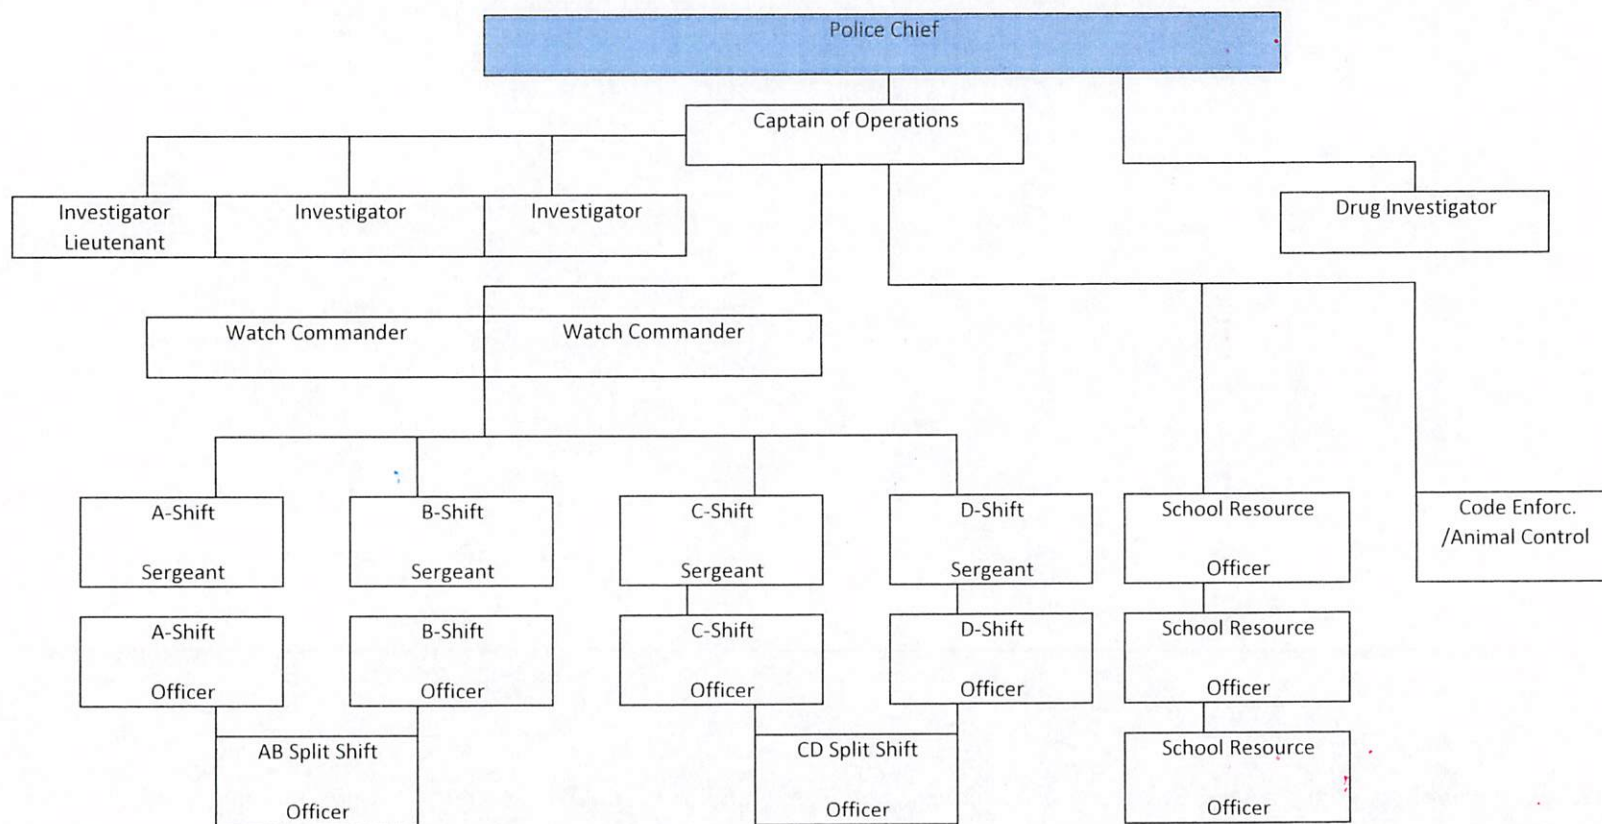 Police Chief
Captain of Operations
Investigator
Lieutenant
Investigator
Investigator
Drug Investigator
Watch Commander
Watch Commander
A-Shift
Sergeant
B-Shift
Sergeant
C-Shift
Sergeant
D-Shift
Sergeant
School Resource
Officer
Code Enforc.
/Animal Control
A-Shift
Officer
B-Shift
Officer
C-Shift
Officer
D-Shift
Officer
School Resource
Officer
AB Split Shift
Officer
CD Split Shift
Officer
School Resource
Officer